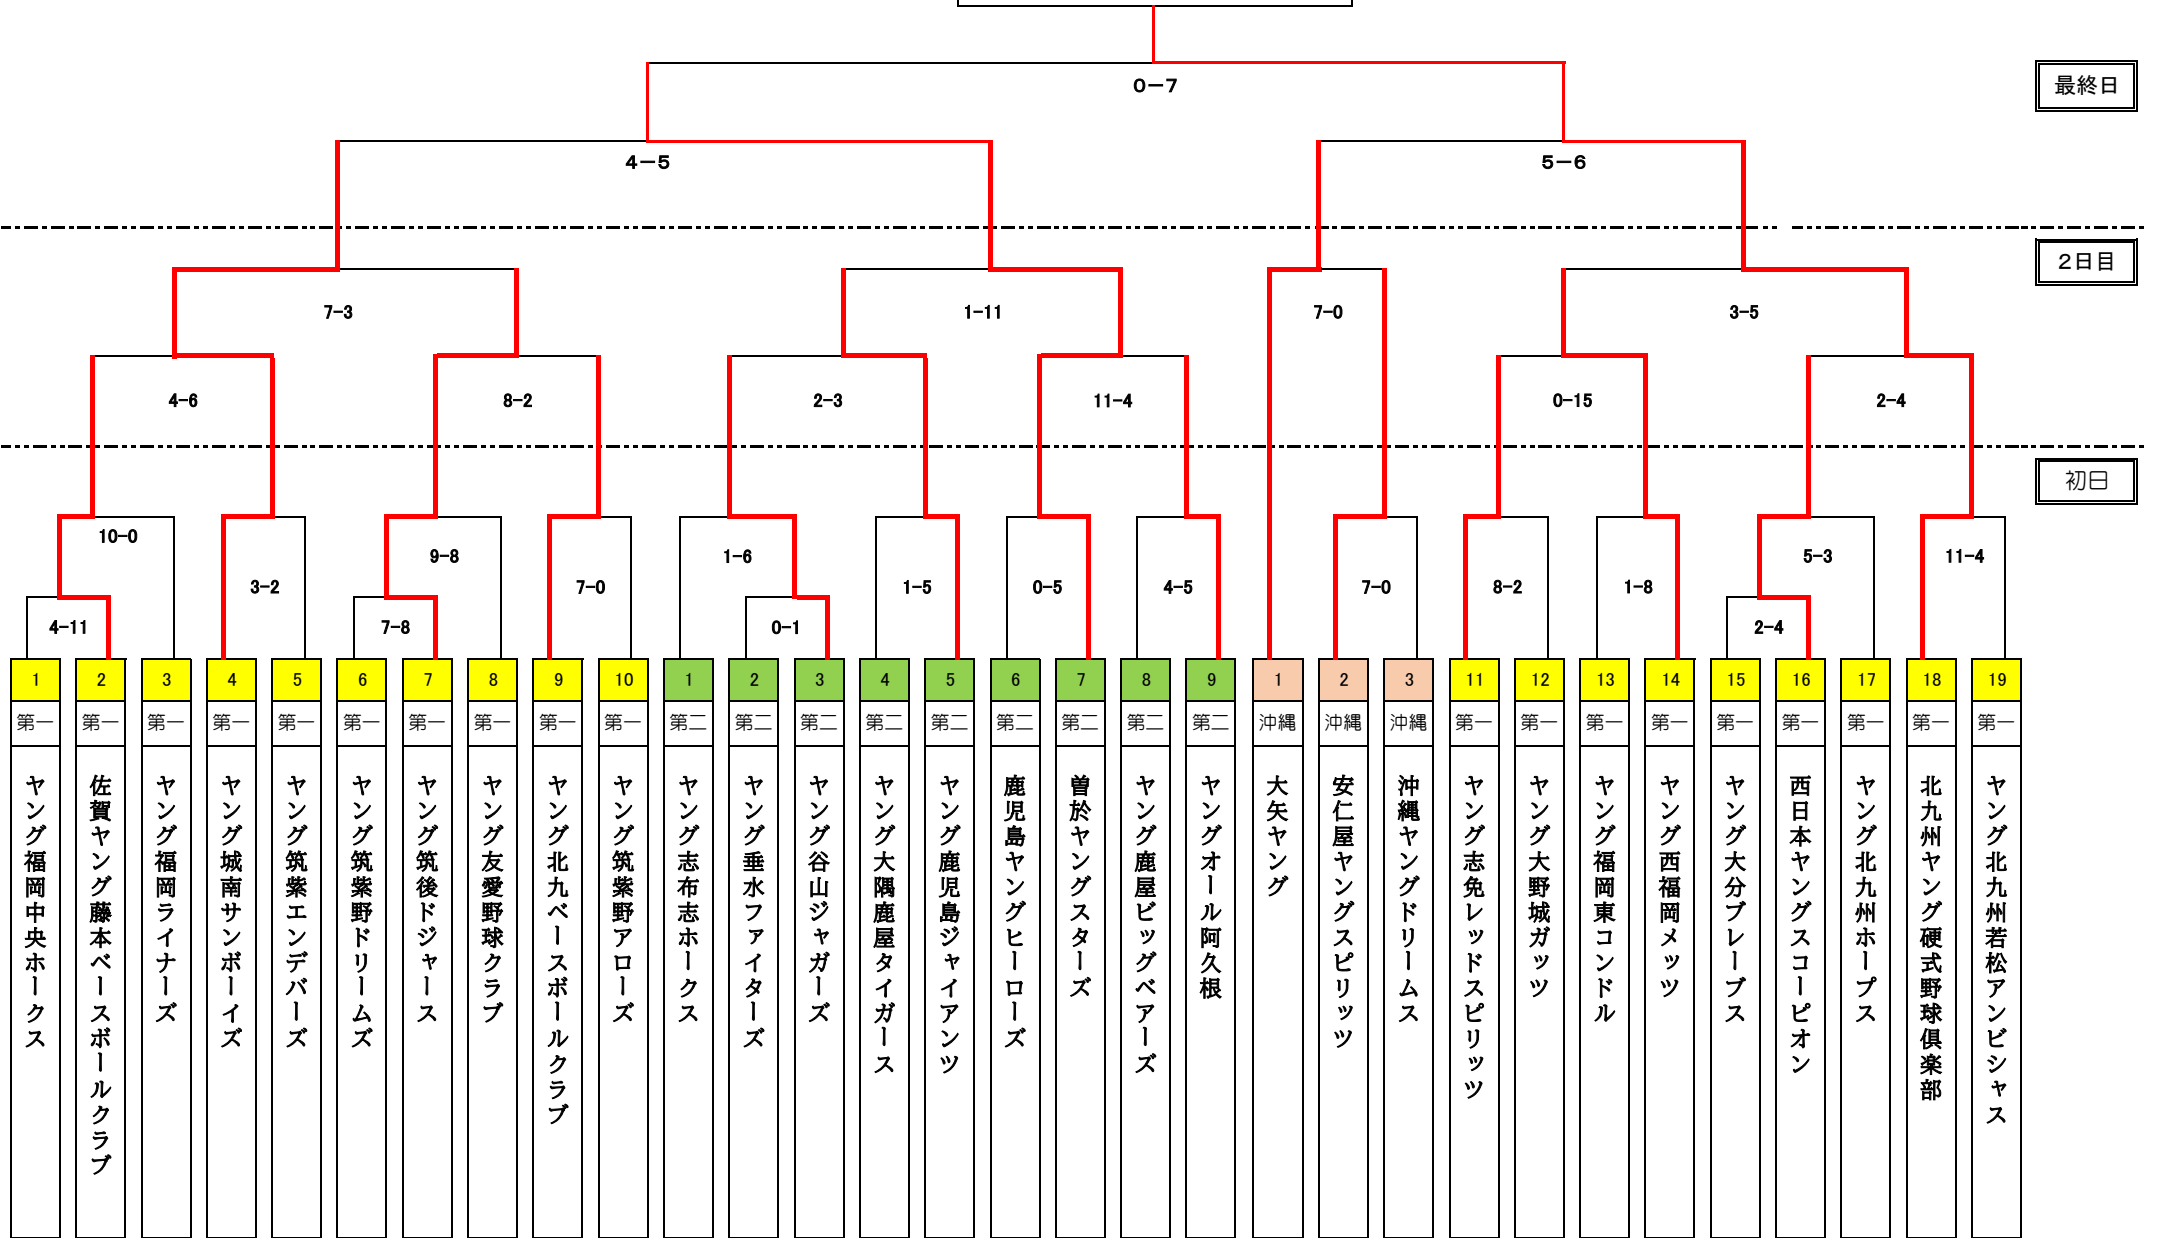 0−7
最終日
4−5
5−6
2日目
7-3
1-11
7-0
3-5
4-6
8-2
2-3
11-4
0-15
2-4
初日
10-0
9-8
1-6
5-3
11-4
3-2
7-0
1-5
0-5
4-5
7-0
8-2
1-8
4-11
7-8
0-1
2-4
1 2 3 4 5 6 7 8 9 10 1 2 3 4 5 6 7 8 9 1 2 3 11 12 13 14 15 16 17 18 19
第一 第一 第一 第一 第一 第一 第一 第一 第一 第一 第二 第二 第二 第二 第二 第二 第二 第二 第二 沖縄 沖縄 沖縄 第一 第一 第一 第一 第一 第一 第一 第一 第一
ヤング福岡中央ホークス
佐賀ヤング藤本ベースボールクラブ
ヤング福岡ライナーズ
ヤング城南サンボーイズ
ヤング筑紫エンデバーズ
ヤング筑紫野ドリームズ
ヤング筑後ドジャース
ヤング友愛野球クラブ
ヤング北九ベースボールクラブ
ヤング筑紫野アローズ
ヤング志布志ホークス
ヤング垂水ファイターズ
ヤング谷山ジャガーズ
ヤング大隅鹿屋タイガース
ヤング鹿児島ジャイアンツ
鹿児島ヤングヒーローズ
曽於ヤングスターズ
ヤング鹿屋ビッグベアーズ
ヤングオール阿久根
大矢ヤング
安仁屋ヤングスピリッツ
沖縄ヤングドリームス
ヤング志免レッドスピリッツ
ヤング大野城ガッツ
ヤング福岡東コンドル
ヤング西福岡メッツ
ヤング大分ブレーブス
西日本ヤングスコーピオン
ヤング北九州ホープス
北九州ヤング硬式野球倶楽部
ヤング北九州若松アンビシャス